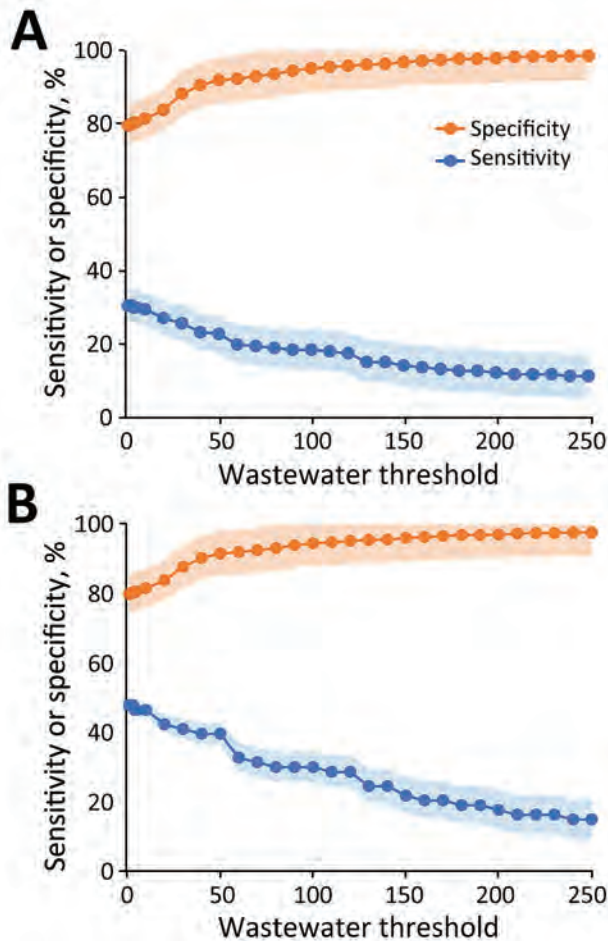 A
100
80
60
40
20
0
Sensitivity or specificity, %
Specificity
Sensitivity
0 50 100 150 200 250
Wastewater threshold
B
100
80
60
40
20
0
Sensitivity or specificity, %
0 50 100 150 200 250
Wastewater threshold